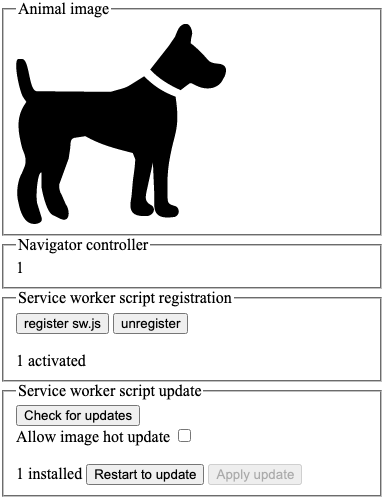 Animal image
Navigator controller
1
Service worker script registration
register sw.js unregister
1 activated
Service worker script update
Check for updates
Allow image hot update
1 installed Restart to update Apply update